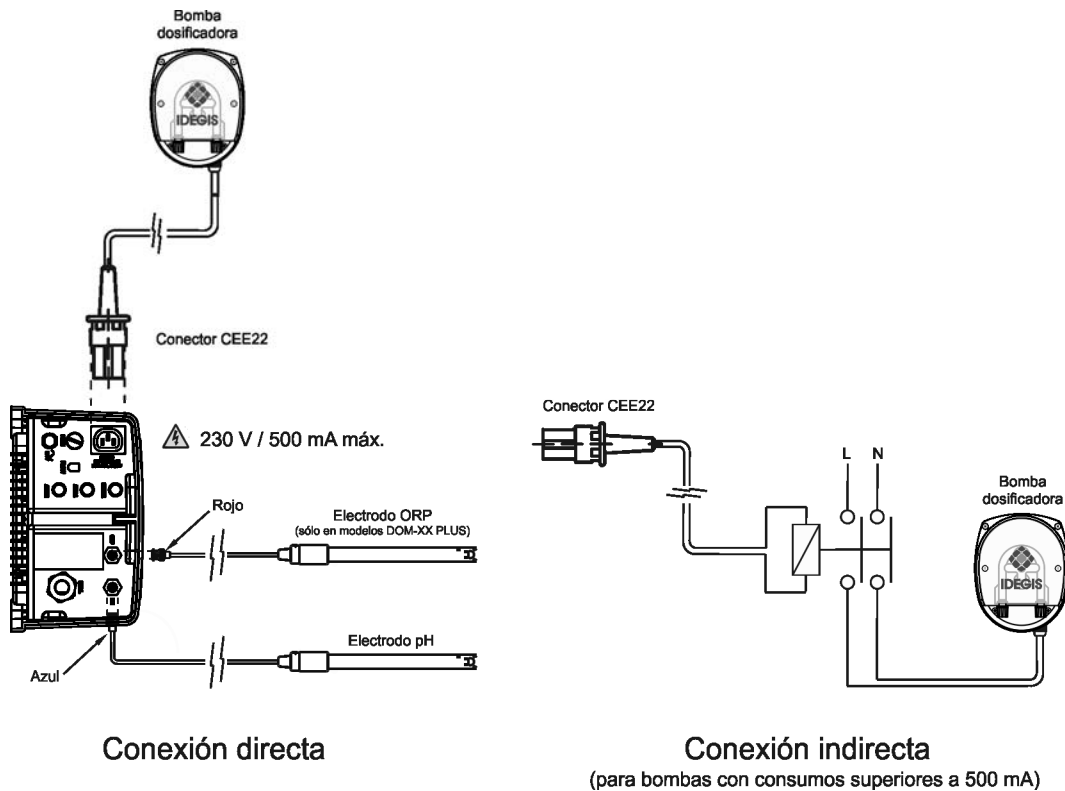 Bomba
dosificadora
IDEGIS
Conector CEE22
230 V / 500 mA máx.
Rojo
Electrodo ORP
(sólo en modelos DOM-XX PLUS)
Electrodo pH
Azul
Conexión directa
Conector CEE22
L N
Bomba
dosificadora
IDEGIS
Conexión indirecta
(para bombas con consumos superiores a 500 mA)